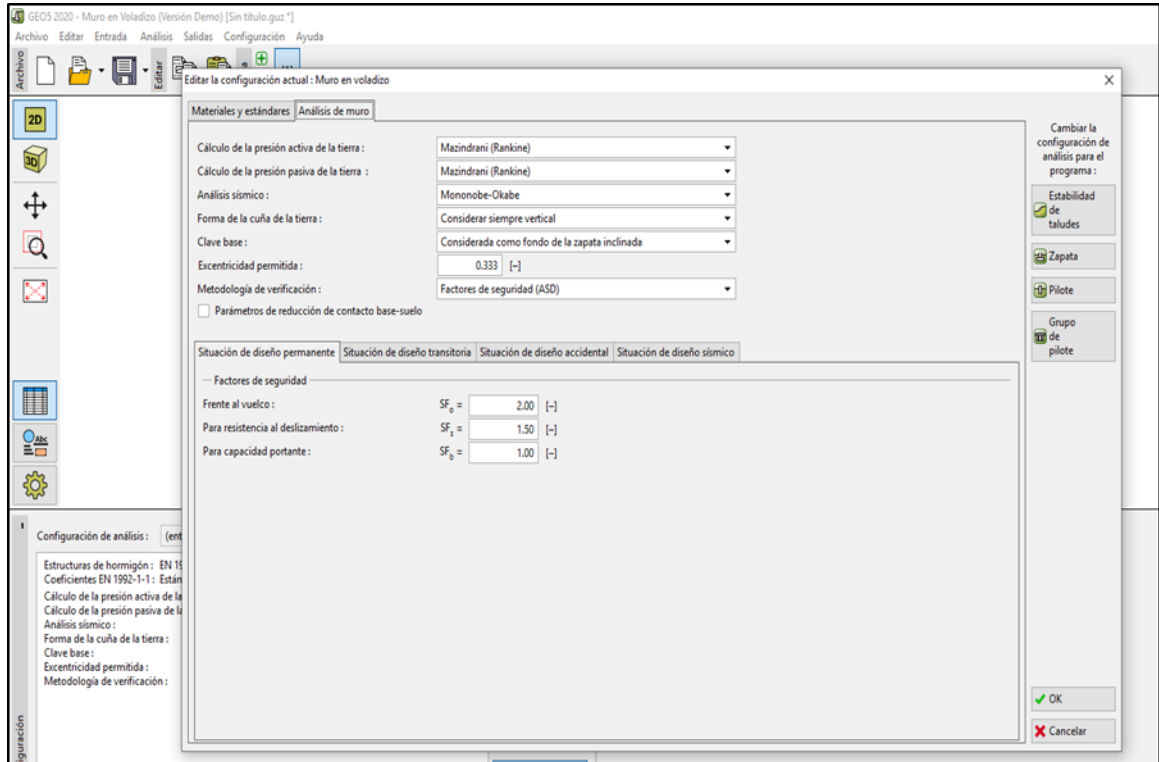 GEO5 2020 - Muro en Voladizo (Versión Demo) [Sin título.guz *]
Archivo Editar Entrada Análisis Salidas Configuración Ayuda
Archivo
Editar
Editar la configuración actual : Muro en voladizo
Materiales y estándares Análisis de muro
Cálculo de la presión activa de la tierra : Mazindrani (Rankine)
Cálculo de la presión pasiva de la tierra : Mazindrani (Rankine)
Análisis sísmico : Mononobe-Okabe
Forma de la cuña de la tierra : Considerar siempre vertical
Clave base : Considerada como fondo de la zapata inclinada
Excentricidad permitida : 0.333 [–]
Metodología de verificación : Factores de seguridad (ASD)
Parámetros de reducción de contacto base-suelo
Situación de diseño permanente Situación de diseño transitoria Situación de diseño accidental Situación de diseño sísmico
Factores de seguridad
Frente al vuelco : SFo = 2.00 [–]
Para resistencia al deslizamiento : SFs = 1.50 [–]
Para capacidad portante : SFb = 1.00 [–]
Cambiar la
configuración de
análisis para el
programa :
Estabilidad
de
taludes
Zapata
Pilote
Grupo
de
pilote
OK
Cancelar
2D
3D
Abc
Configuración de análisis : (ent
Estructuras de hormigón : EN 19
Coeficientes EN 1992-1-1 : Están
Cálculo de la presión activa de la
Cálculo de la presión pasiva de la
Análisis sísmico :
Forma de la cuña de la tierra :
Clave base :
Excentricidad permitida :
Metodología de verificación :
iguración